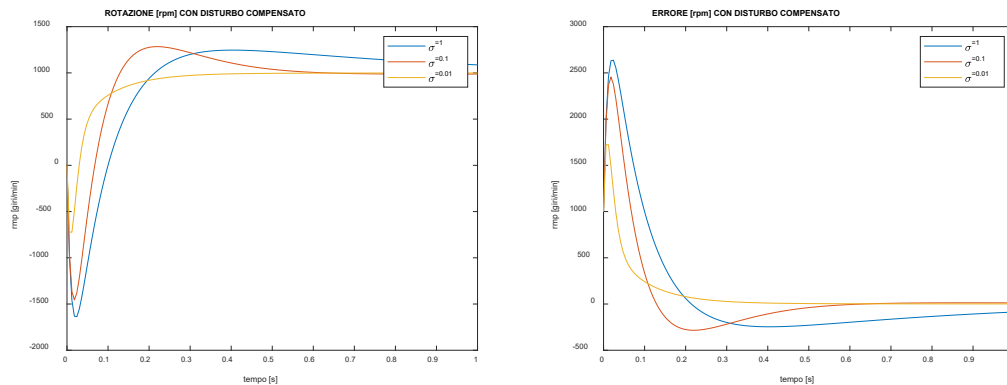 ROTAZIONE [rpm] CON DISTURBO COMPENSATO
1500
1000
500
0
-500
-1000
-1500
-2000
rmp [giri/min]
0 0.1 0.2 0.3 0.4 0.5 0.6 0.7 0.8 0.9 1
tempo [s]
σ=1
σ=0.1
σ=0.01
ERRORE [rpm] CON DISTURBO COMPENSATO
3000
2500
2000
1500
1000
500
0
-500
rmp [giri/min]
0 0.1 0.2 0.3 0.4 0.5 0.6 0.7 0.8 0.9
tempo [s]
σ=1
σ=0.1
σ=0.01